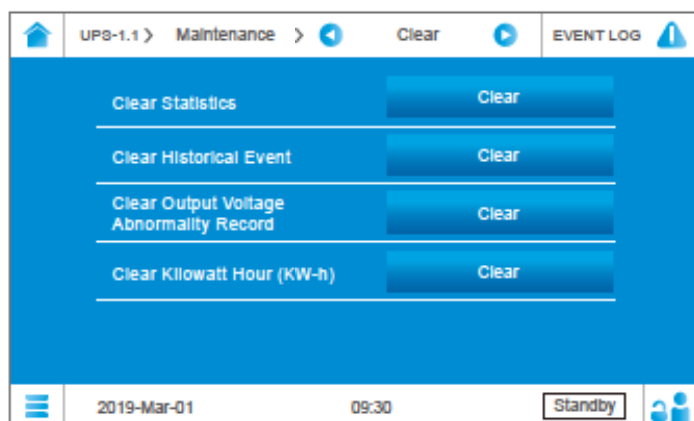 UPS-1.1 > Maintenance > Clear EVENT LOG
Clear Statistics Clear
Clear Historical Event Clear
Clear Output Voltage
Abnormality Record Clear
Clear Kilowatt Hour (KW-h) Clear
2019-Mar-01 09:30 Standby